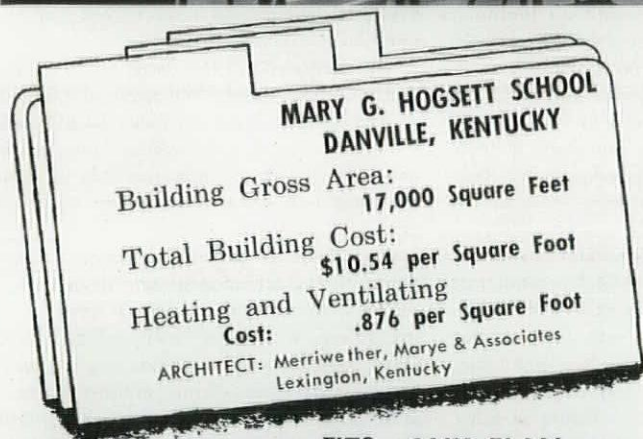 MARY G. HOGSETT SCHOOL
DANVILLE, KENTUCKY
Building Gross Area:
17,000 Square Feet
Total Building Cost:
$10.54 per Square Foot
Heating and Ventilating
Cost: .876 per Square Foot
ARCHITECT: Merriwether, Marye & Associates
Lexington, Kentucky